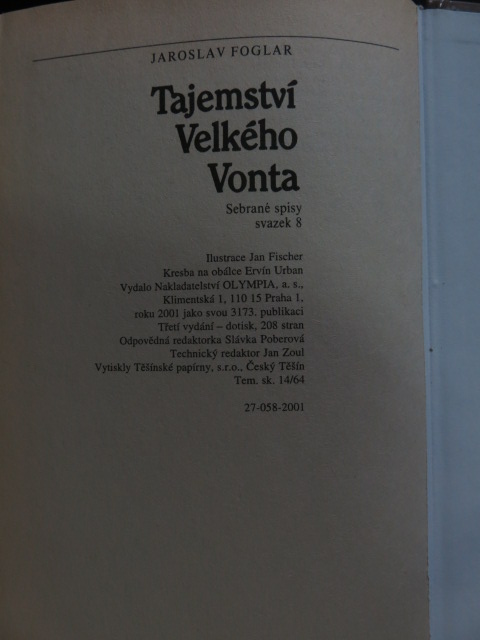 JAROSLAV FOGLAR
Tajemství
Velkého
Vonta
Sebrané spisy
svazek 8
Ilustrace Jan Fischer
Kresba na obálce Ervín Urban
Vydalo Nakladatelství OLYMPIA, a. s.,
Klimentská 1, 110 15 Praha 1,
roku 2001 jako svou 3173. publikaci
Třetí vydání – dotisk, 208 stran
Odpovědná redaktorka Slávka Poberová
Technický redaktor Jan Zoul
Vytiskly Těšínské papírny, s.r.o., Český Těšín
Tem. sk. 14/64
27-058-2001